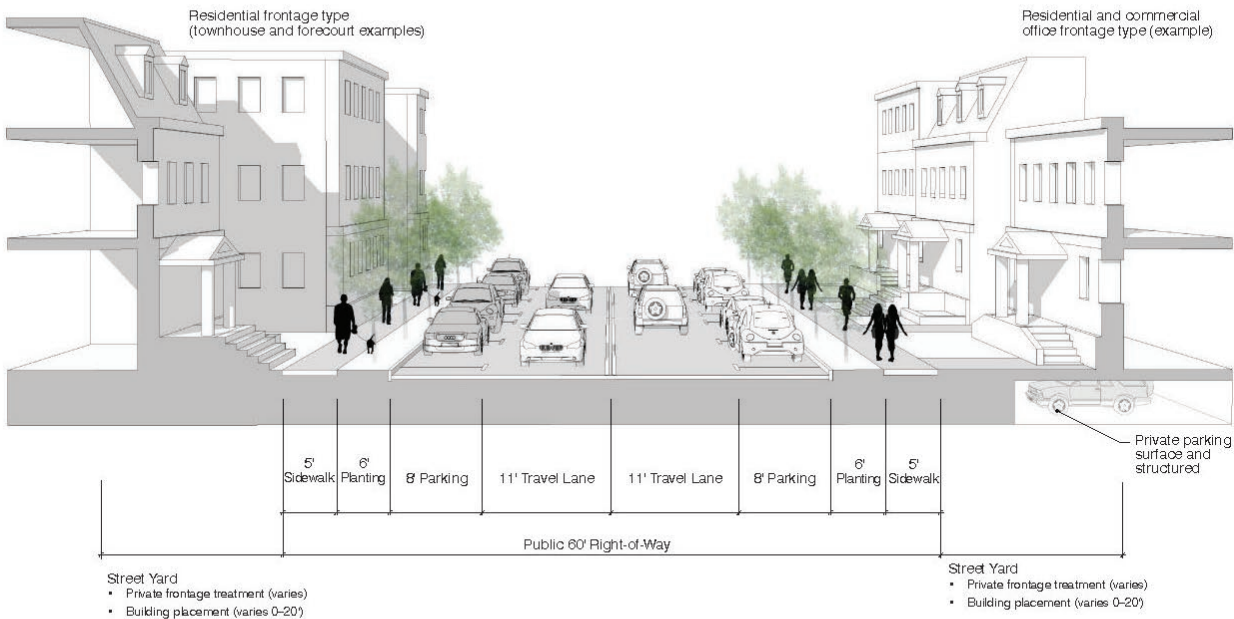 Residential frontage type
(townhouse and forecourt examples)
Residential and commercial
office frontage type (example)
Private parking
surface and
structured
5'
Sidewalk
6'
Planting
8' Parking
11' Travel Lane
11' Travel Lane
8' Parking
6'
Planting
5'
Sidewalk
Public 60' Right-of-Way
Street Yard
• Private frontage treatment (varies)
• Building placement (varies 0–20')
Street Yard
• Private frontage treatment (varies)
• Building placement (varies 0–20')